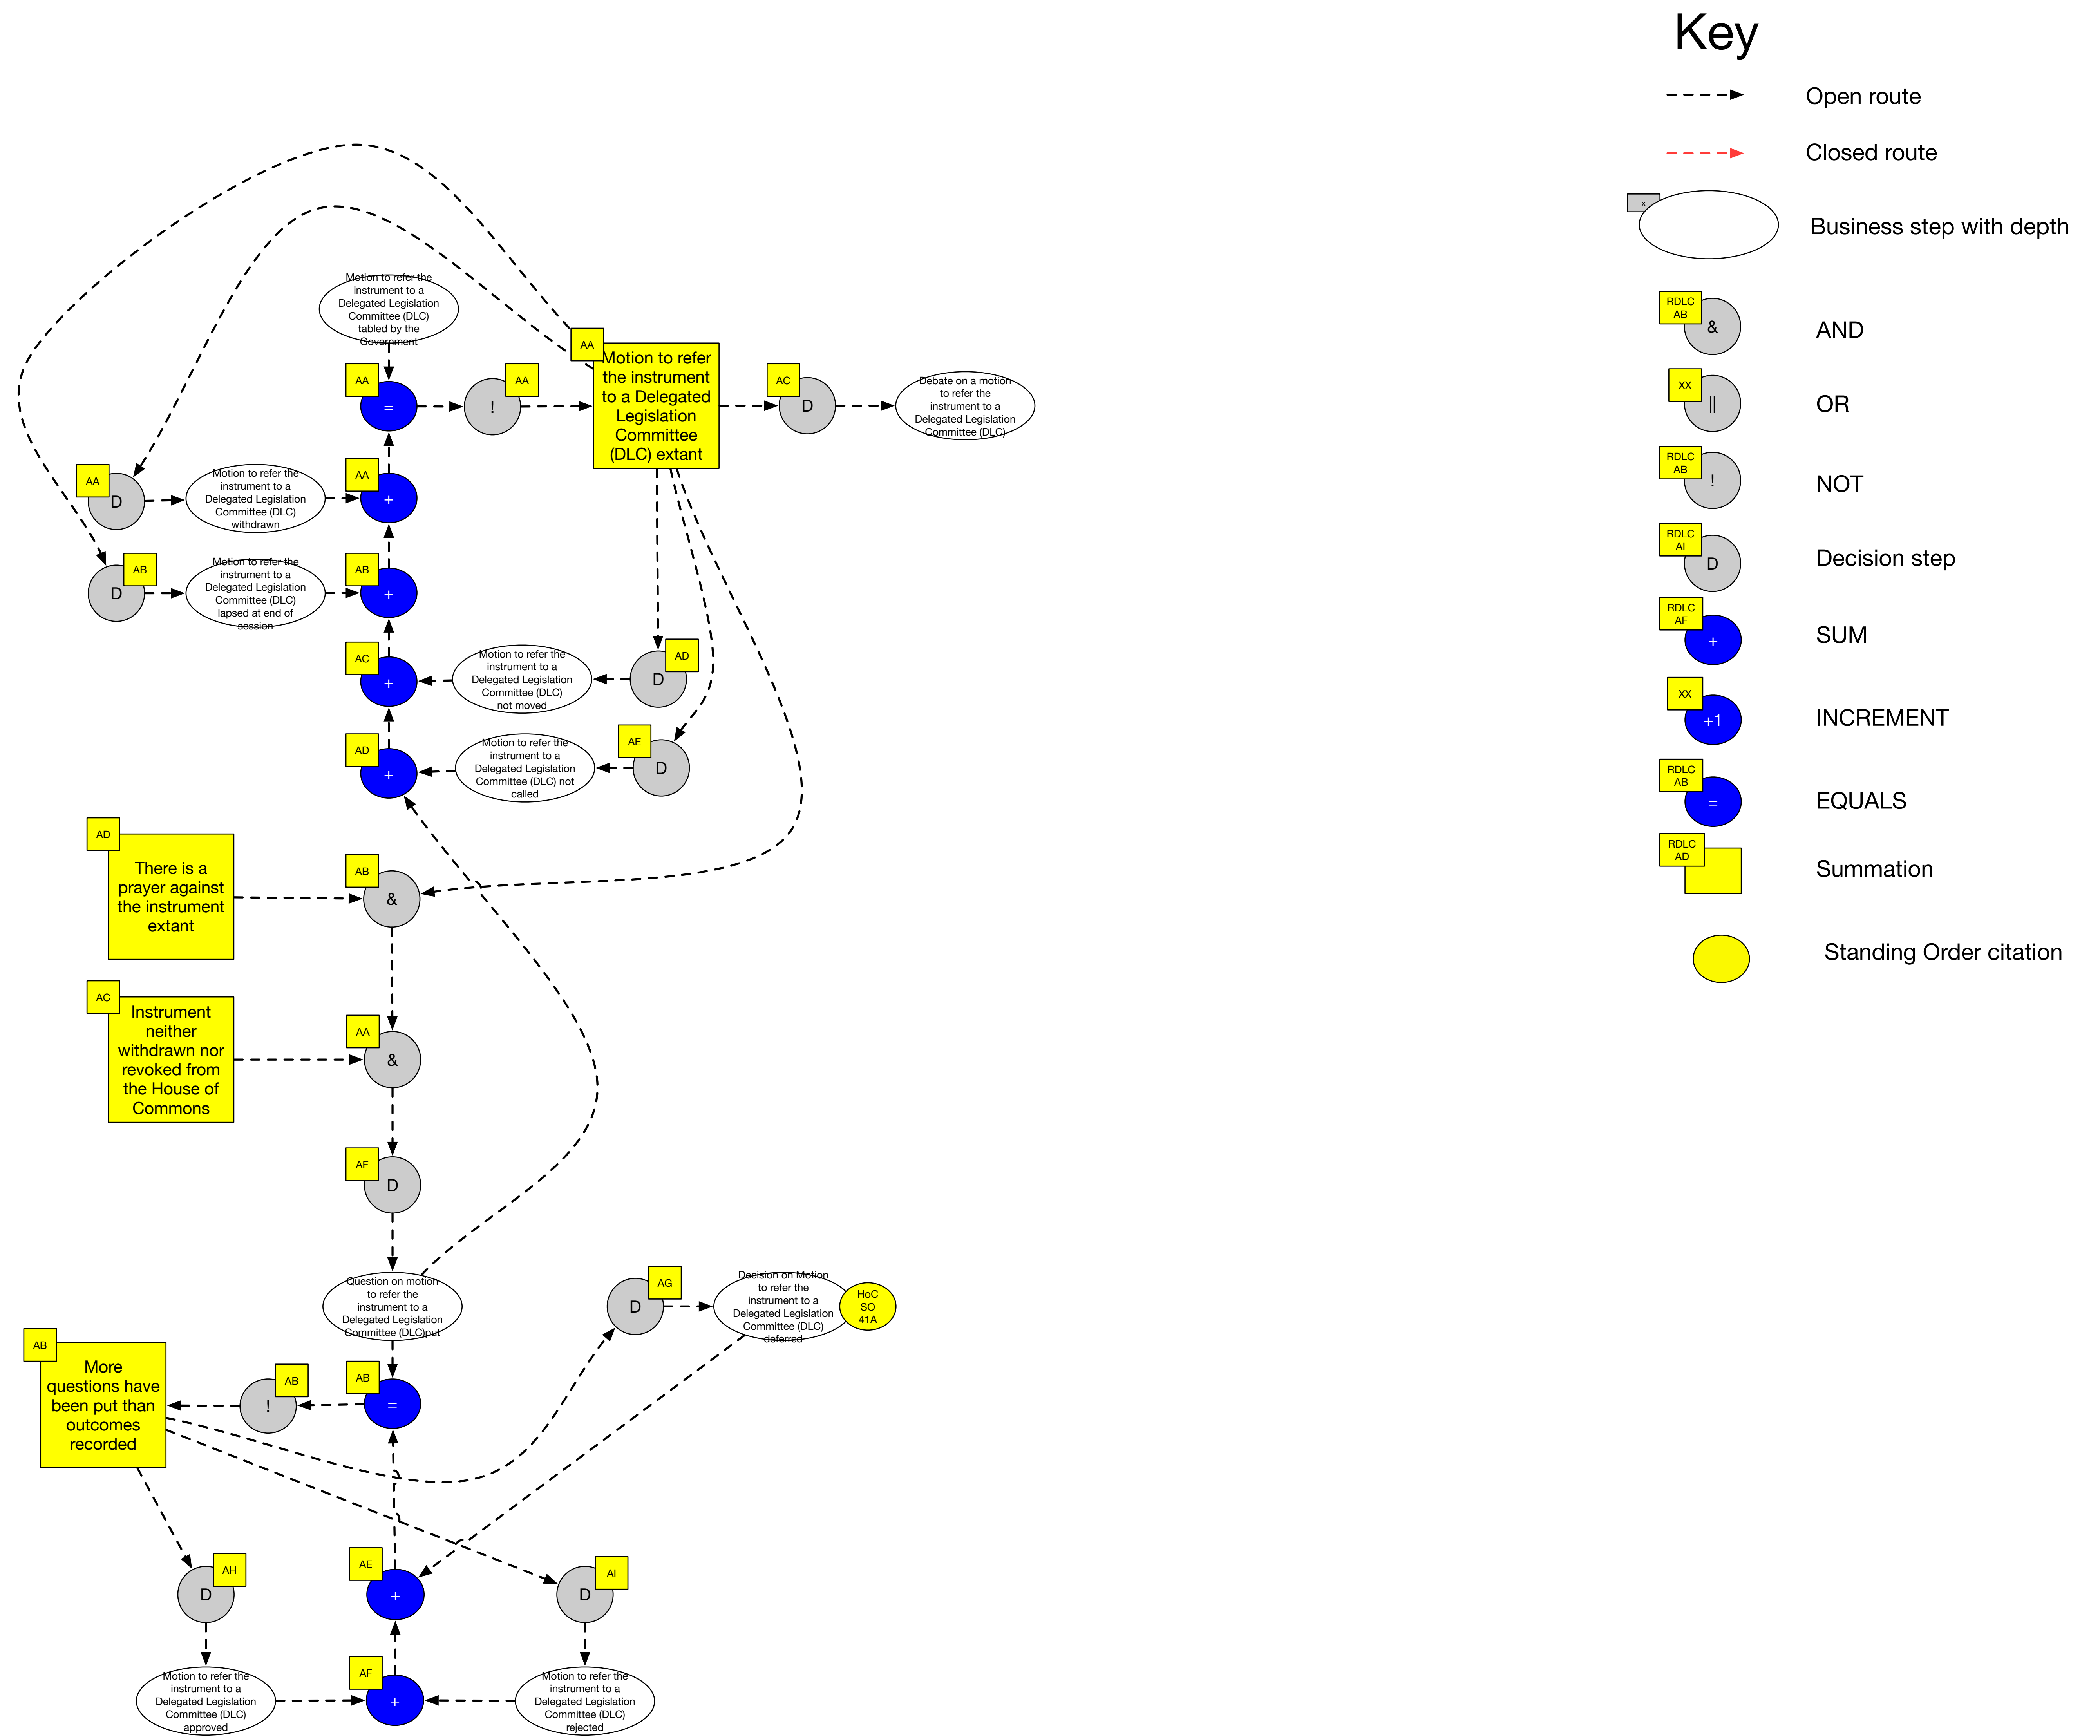 Key
Open route
Closed route
x
Business step with depth
RDLC
AB
&
AND
XX
||
OR
RDLC
AB
!
NOT
RDLC
AI
D
Decision step
RDLC
AF
+
SUM
XX
+1
INCREMENT
RDLC
AB
=
EQUALS
RDLC
AD
Summation
Standing Order citation
Motion to refer the
instrument to a
Delegated Legislation
Committee (DLC)
tabled by the
Government
AA
=
AA
!
AA
Motion to refer
the instrument
to a Delegated
Legislation
Committee
(DLC) extant
AC
D
Debate on a motion
to refer the
instrument to a
Delegated Legislation
Committee (DLC)
AA
D
Motion to refer the
instrument to a
Delegated Legislation
Committee (DLC)
withdrawn
AA
+
AB
D
Motion to refer the
instrument to a
Delegated Legislation
Committee (DLC)
lapsed at end of
session
AB
+
AC
+
Motion to refer the
instrument to a
Delegated Legislation
Committee (DLC)
not moved
AD
D
AD
+
Motion to refer the
instrument to a
Delegated Legislation
Committee (DLC) not
called
AE
D
AD
There is a
prayer against
the instrument
extant
AB
&
AC
Instrument
neither
withdrawn nor
revoked from
the House of
Commons
AA
&
AF
D
Question on motion
to refer the
instrument to a
Delegated Legislation
Committee (DLC)put
AG
D
Decision on Motion
to refer the
instrument to a
Delegated Legislation
Committee (DLC)
deferred
HoC
SO
41A
AB
More
questions have
been put than
outcomes
recorded
AB
!
AB
=
AH
D
AE
+
AI
D
Motion to refer the
instrument to a
Delegated Legislation
Committee (DLC)
approved
AF
+
Motion to refer the
instrument to a
Delegated Legislation
Committee (DLC)
rejected